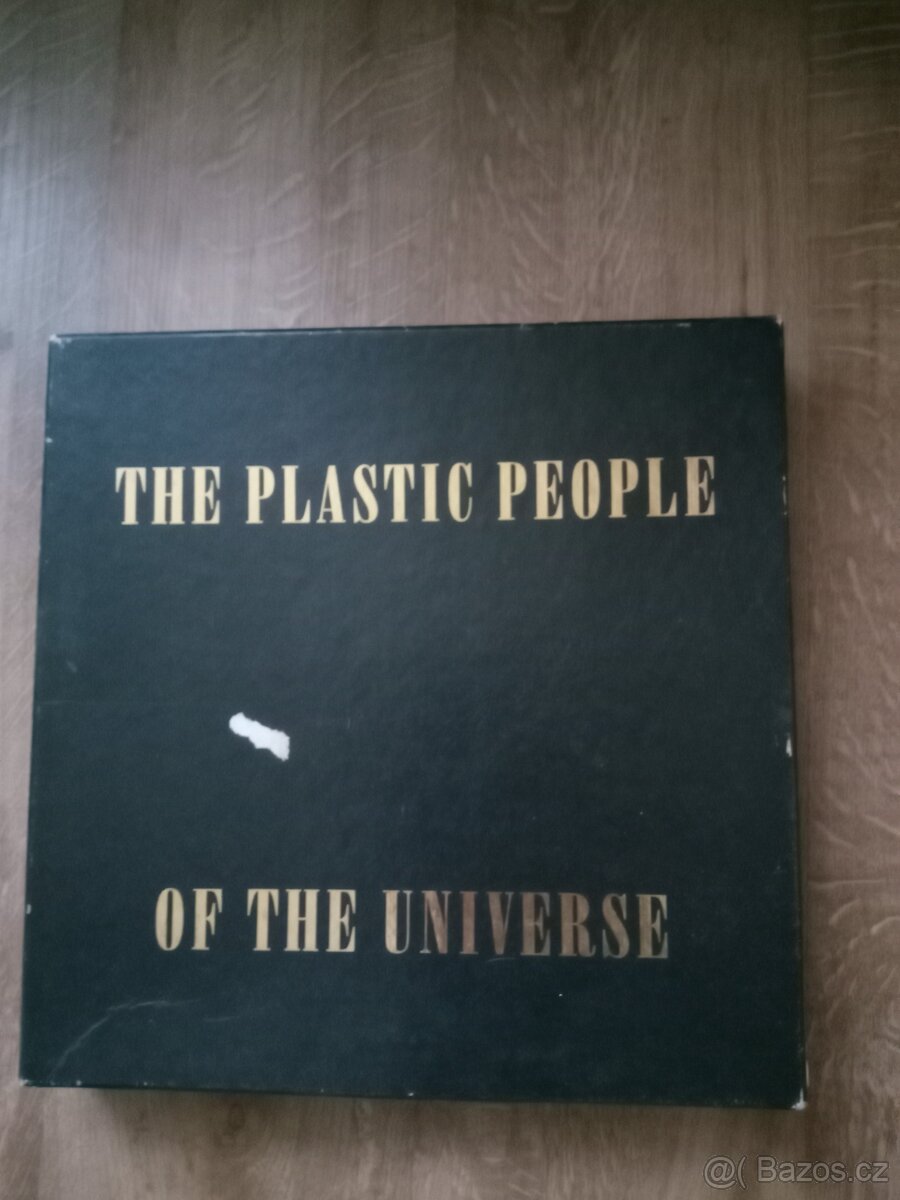 THE PLASTIC PEOPLE
OF THE UNIVERSE
@( Bazos.cz